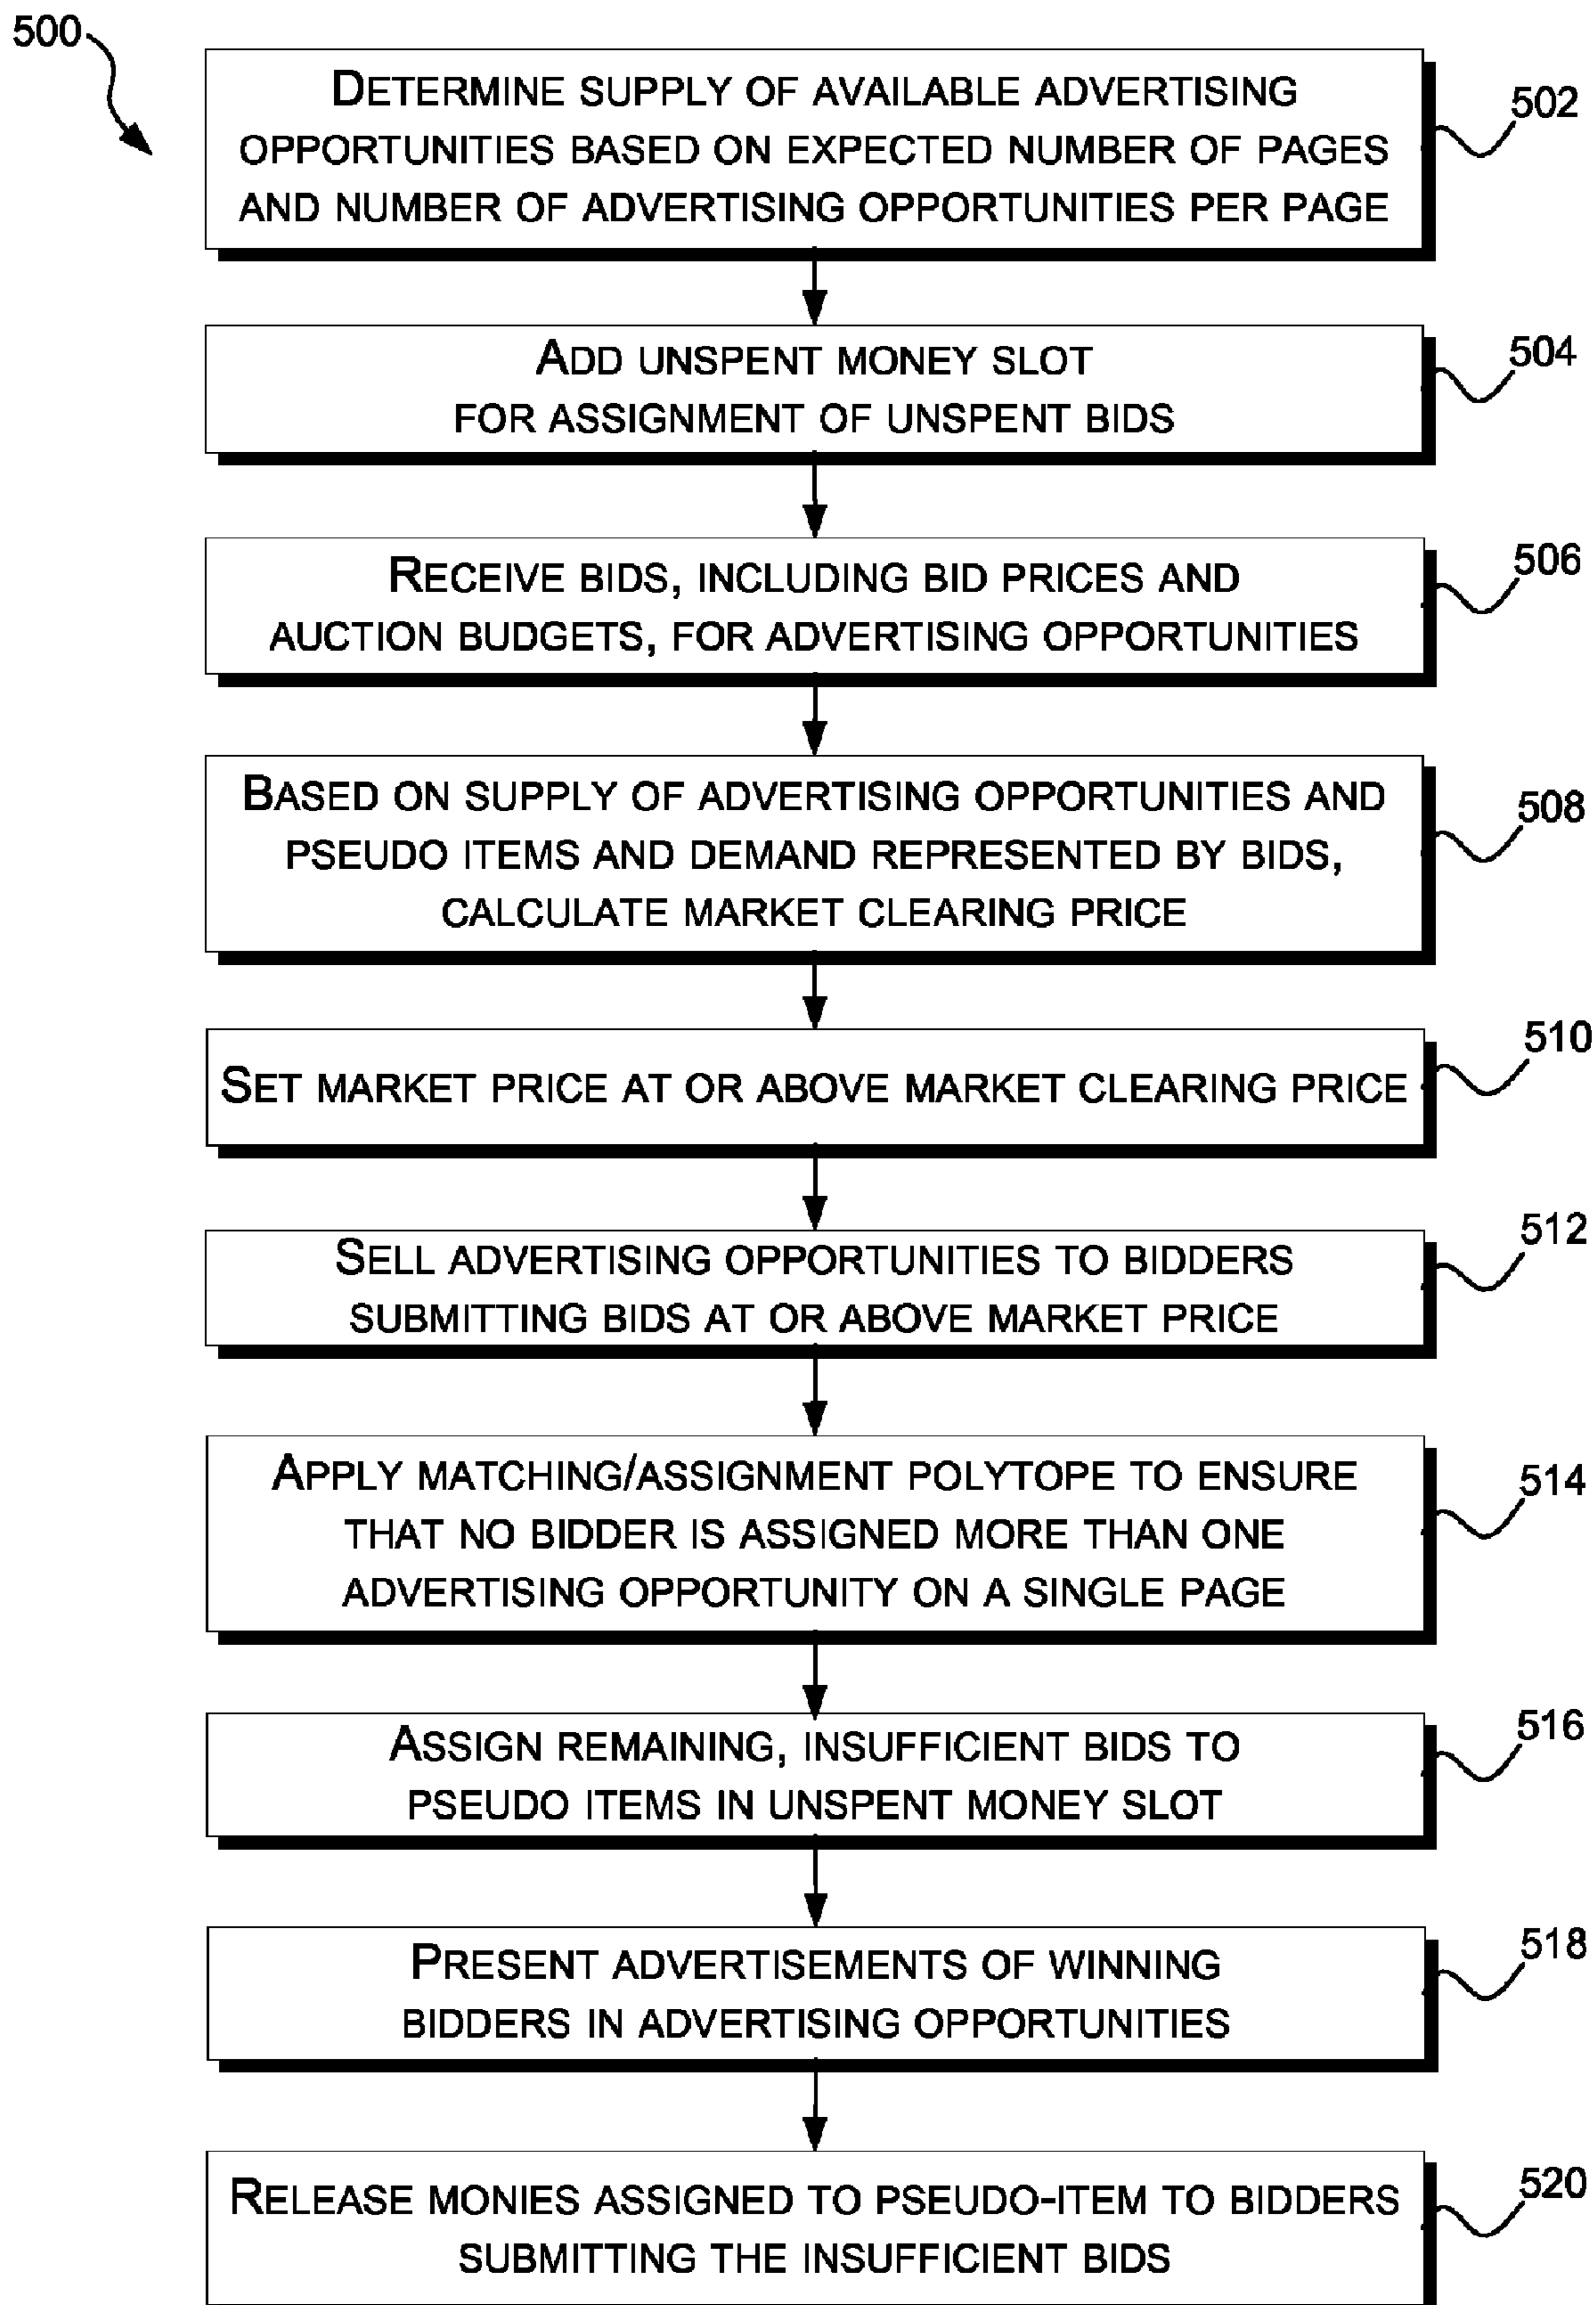 500
DETERMINE SUPPLY OF AVAILABLE ADVERTISING
OPPORTUNITIES BASED ON EXPECTED NUMBER OF PAGES
AND NUMBER OF ADVERTISING OPPORTUNITIES PER PAGE
502
ADD UNSPENT MONEY SLOT
FOR ASSIGNMENT OF UNSPENT BIDS
504
RECEIVE BIDS, INCLUDING BID PRICES AND
AUCTION BUDGETS, FOR ADVERTISING OPPORTUNITIES
506
BASED ON SUPPLY OF ADVERTISING OPPORTUNITIES AND
PSEUDO ITEMS AND DEMAND REPRESENTED BY BIDS,
CALCULATE MARKET CLEARING PRICE
508
SET MARKET PRICE AT OR ABOVE MARKET CLEARING PRICE
510
SELL ADVERTISING OPPORTUNITIES TO BIDDERS
SUBMITTING BIDS AT OR ABOVE MARKET PRICE
512
APPLY MATCHING/ASSIGNMENT POLYTOPE TO ENSURE
THAT NO BIDDER IS ASSIGNED MORE THAN ONE
ADVERTISING OPPORTUNITY ON A SINGLE PAGE
514
ASSIGN REMAINING, INSUFFICIENT BIDS TO
PSEUDO ITEMS IN UNSPENT MONEY SLOT
516
PRESENT ADVERTISEMENTS OF WINNING
BIDDERS IN ADVERTISING OPPORTUNITIES
518
RELEASE MONIES ASSIGNED TO PSEUDO-ITEM TO BIDDERS
SUBMITTING THE INSUFFICIENT BIDS
520